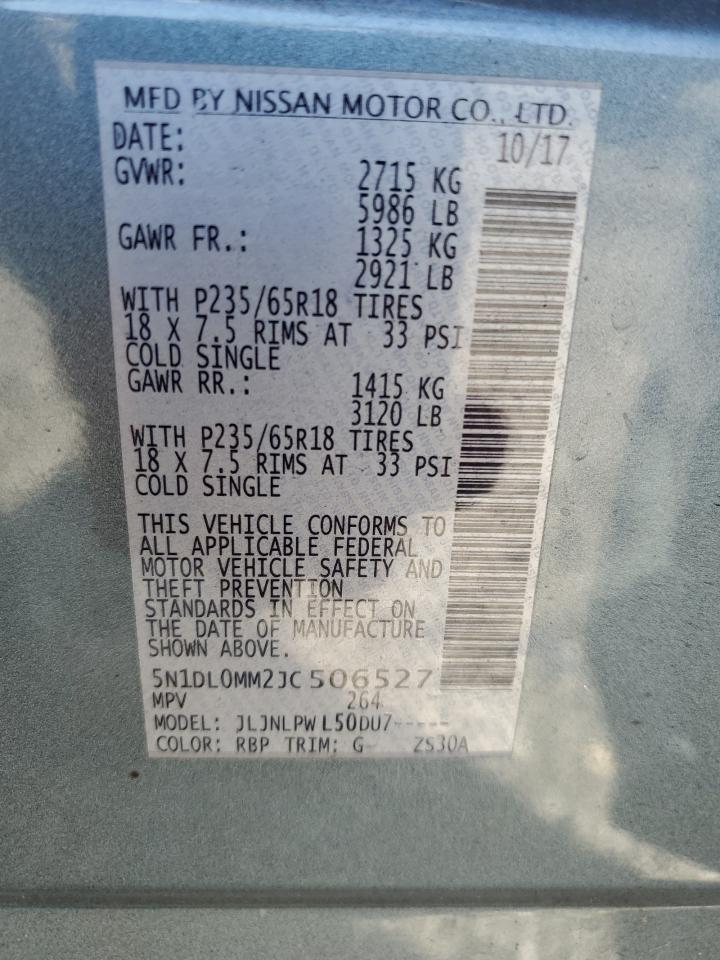 MFD BY NISSAN MOTOR CO., LTD.
DATE: 10/17
GVWR: 2715 KG
5986 LB
GAWR FR.: 1325 KG
2921 LB
WITH P235/65R18 TIRES
18 X 7.5 RIMS AT 33 PSI
COLD SINGLE
GAWR RR.: 1415 KG
3120 LB
WITH P235/65R18 TIRES
18 X 7.5 RIMS AT 33 PSI
COLD SINGLE
THIS VEHICLE CONFORMS TO
ALL APPLICABLE FEDERAL
MOTOR VEHICLE SAFETY AND
THEFT PREVENTION
STANDARDS IN EFFECT ON
THE DATE OF MANUFACTURE
SHOWN ABOVE.
5N1DL0MM2JC506527
MPV 264
MODEL: JLJNLPW L50DU7-----
COLOR: RBP TRIM: G ZS30A